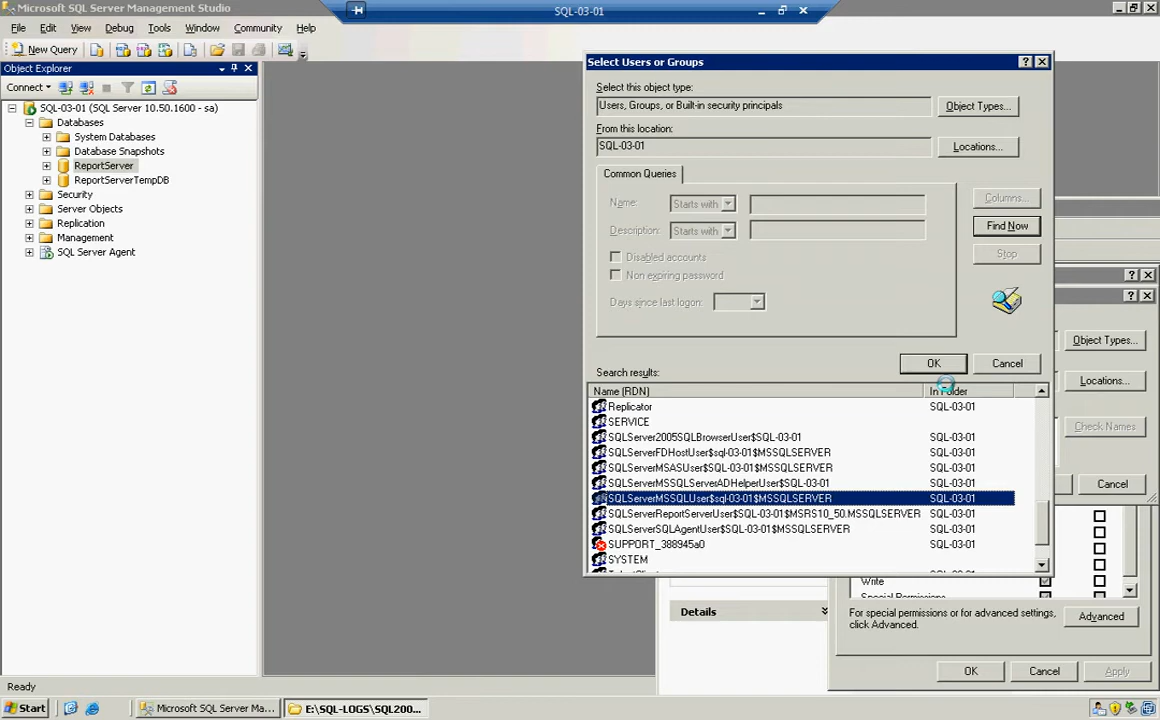 Microsoft SQL Server Management Studio
SQL-03-01
File Edit View Debug Tools Window Community Help
New Query
Object Explorer
Connect
SQL-03-01 (SQL Server 10.50.1600 - sa)
Databases
System Databases
Database Snapshots
ReportServer
ReportServerTempDB
Security
Server Objects
Replication
Management
SQL Server Agent
Select Users or Groups
Select this object type:
Users, Groups, or Built-in security principals
Object Types...
From this location:
SQL-03-01
Locations...
Common Queries
Name: Starts with
Description: Starts with
Disabled accounts
Non expiring password
Days since last logon:
Columns...
Find Now
Stop
OK
Cancel
Search results:
Name (RDN) In Folder
Replicator SQL-03-01
SERVICE
SQLServer2005SQLBrowserUser$SQL-03-01 SQL-03-01
SQLServerFDHostUser$sql-03-01$MSSQLSERVER SQL-03-01
SQLServerMSASUser$SQL-03-01$MSSQLSERVER SQL-03-01
SQLServerMSSQLServerADHelperUser$SQL-03-01 SQL-03-01
SQLServerMSSQLUser$sql-03-01$MSSQLSERVER SQL-03-01
SQLServerReportServerUser$SQL-03-01$MSRS10_50.MSSQLSERVER SQL-03-01
SQLServerSQLAgentUser$SQL-03-01$MSSQLSERVER SQL-03-01
SUPPORT_388945a0 SQL-03-01
SYSTEM
Object Types...
Locations...
Check Names
Cancel
Write
Special Permissions
For special permissions or for advanced settings,
click Advanced.
Advanced
Details
OK
Cancel
Apply
Ready
Start
Microsoft SQL Server Ma...
E:\SQL-LOGS\SQL200...